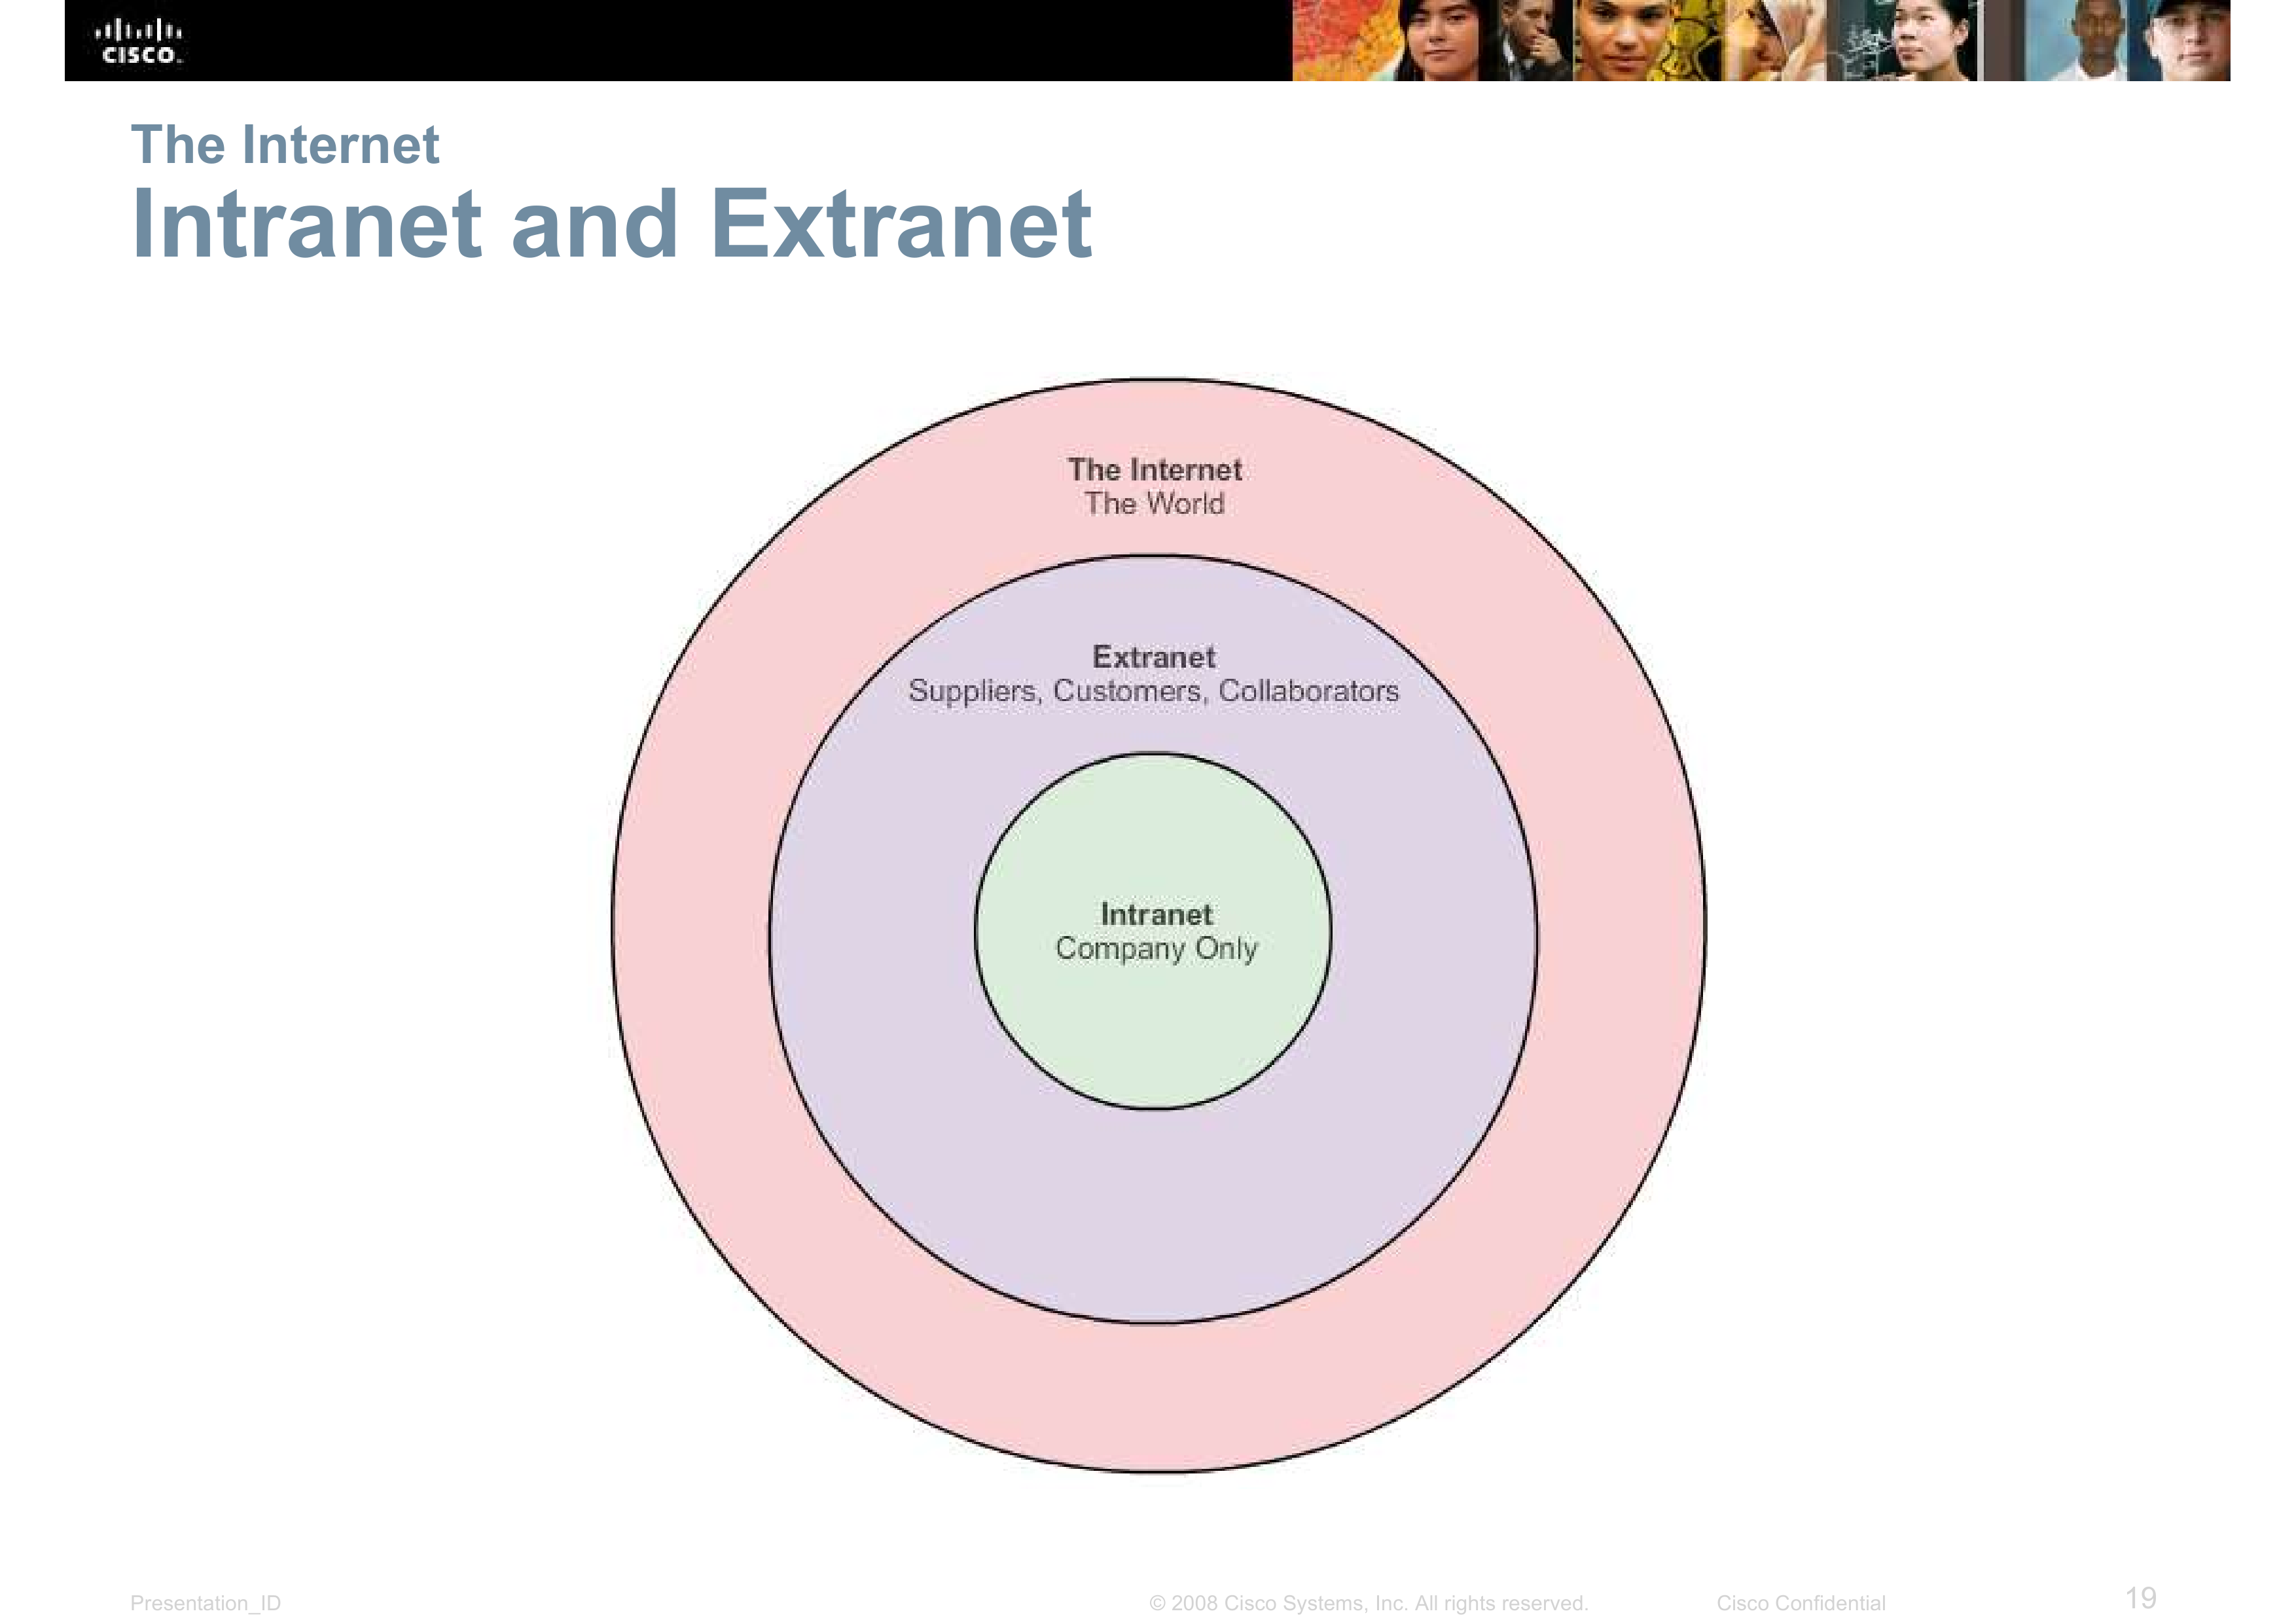 CISCO
The Internet
Intranet and Extranet
The Internet
The World
Extranet
Suppliers, Customers, Collaborators
Intranet
Company Only
Presentation_ID
© 2008 Cisco Systems, Inc. All rights reserved.
Cisco Confidential
19